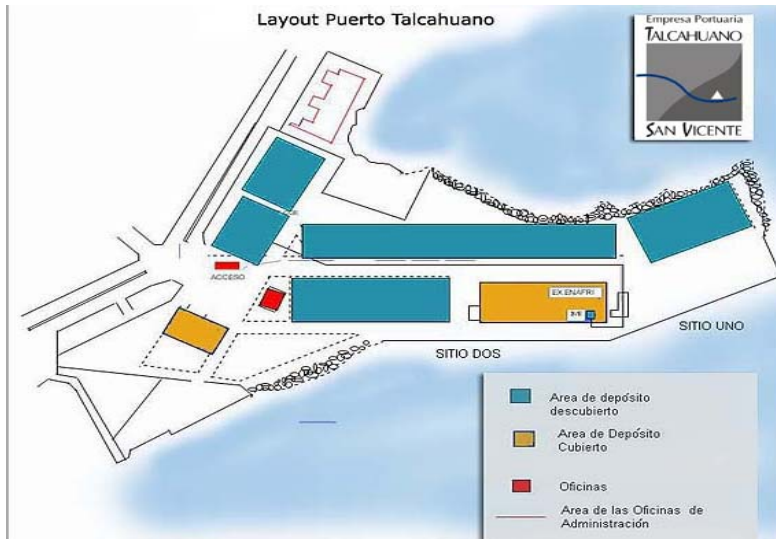 Layout Puerto Talcahuano
Empresa Portuaria
TALCAHUANO
SAN VICENTE
ACCESO
EX ENAFRI
S/E
SITIO UNO
SITIO DOS
Area de depósito
descubierto
Area de Depósito
Cubierto
Oficinas
Area de las Oficinas de
Administración